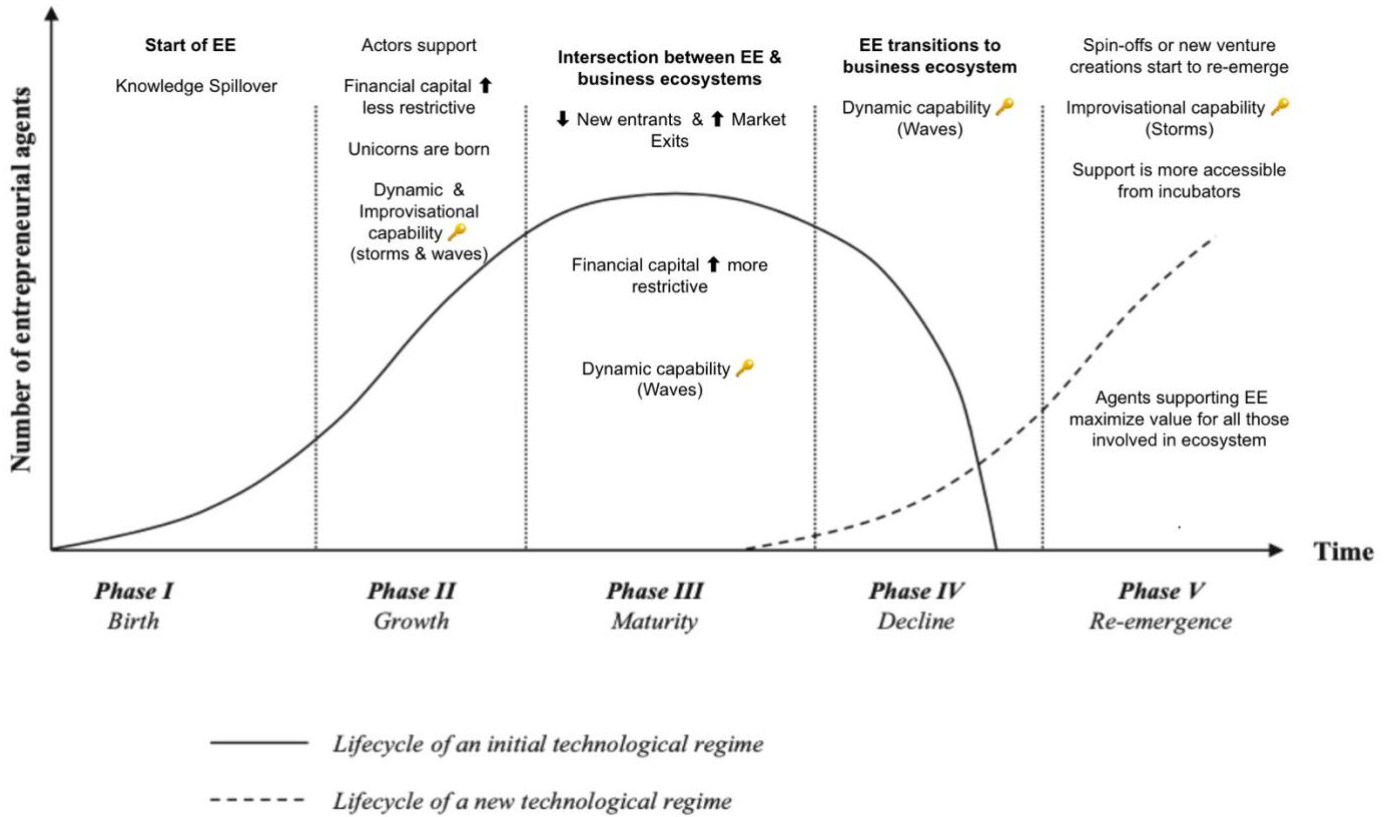 Number of entrepreneurial agents
Start of EE
Knowledge Spillover
Actors support
Financial capital ⬆
less restrictive
Unicorns are born
Dynamic &
Improvisational
capability 🔑
(storms & waves)
Intersection between EE &
business ecosystems
⬇ New entrants & ⬆ Market
Exits
Financial capital ⬆ more
restrictive
Dynamic capability 🔑
(Waves)
EE transitions to
business ecosystem
Dynamic capability 🔑
(Waves)
Spin-offs or new venture
creations start to re-emerge
Improvisational capability 🔑
(Storms)
Support is more accessible
from incubators
Agents supporting EE
maximize value for all those
involved in ecosystem
Time
Phase I
Birth
Phase II
Growth
Phase III
Maturity
Phase IV
Decline
Phase V
Re-emergence
Lifecycle of an initial technological regime
Lifecycle of a new technological regime